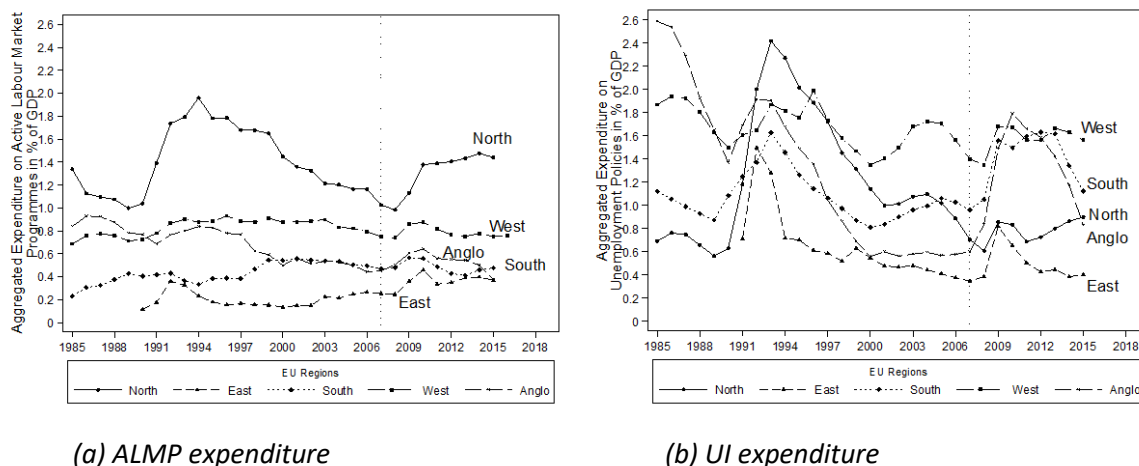 Aggregated Expenditure on Active Labour Market
Programmes in % of GDP
2.6
2.4
2.2
2.0
1.8
1.6
1.4
1.2
1.0
0.8
0.6
0.4
0.2
0
North
West
Anglo
South
East
1985 1988 1991 1994 1997 2000 2003 2006 2009 2012 2015 2018
EU Regions
North East South West Anglo
(a) ALMP expenditure
Aggregated Expenditure on
Unemployment Policies in % of GDP
2.6
2.4
2.2
2.0
1.8
1.6
1.4
1.2
1.0
0.8
0.6
0.4
0.2
0
West
South
North
Anglo
East
1985 1988 1991 1994 1997 2000 2003 2006 2009 2012 2015 2018
EU Regions
North East South West Anglo
(b) UI expenditure